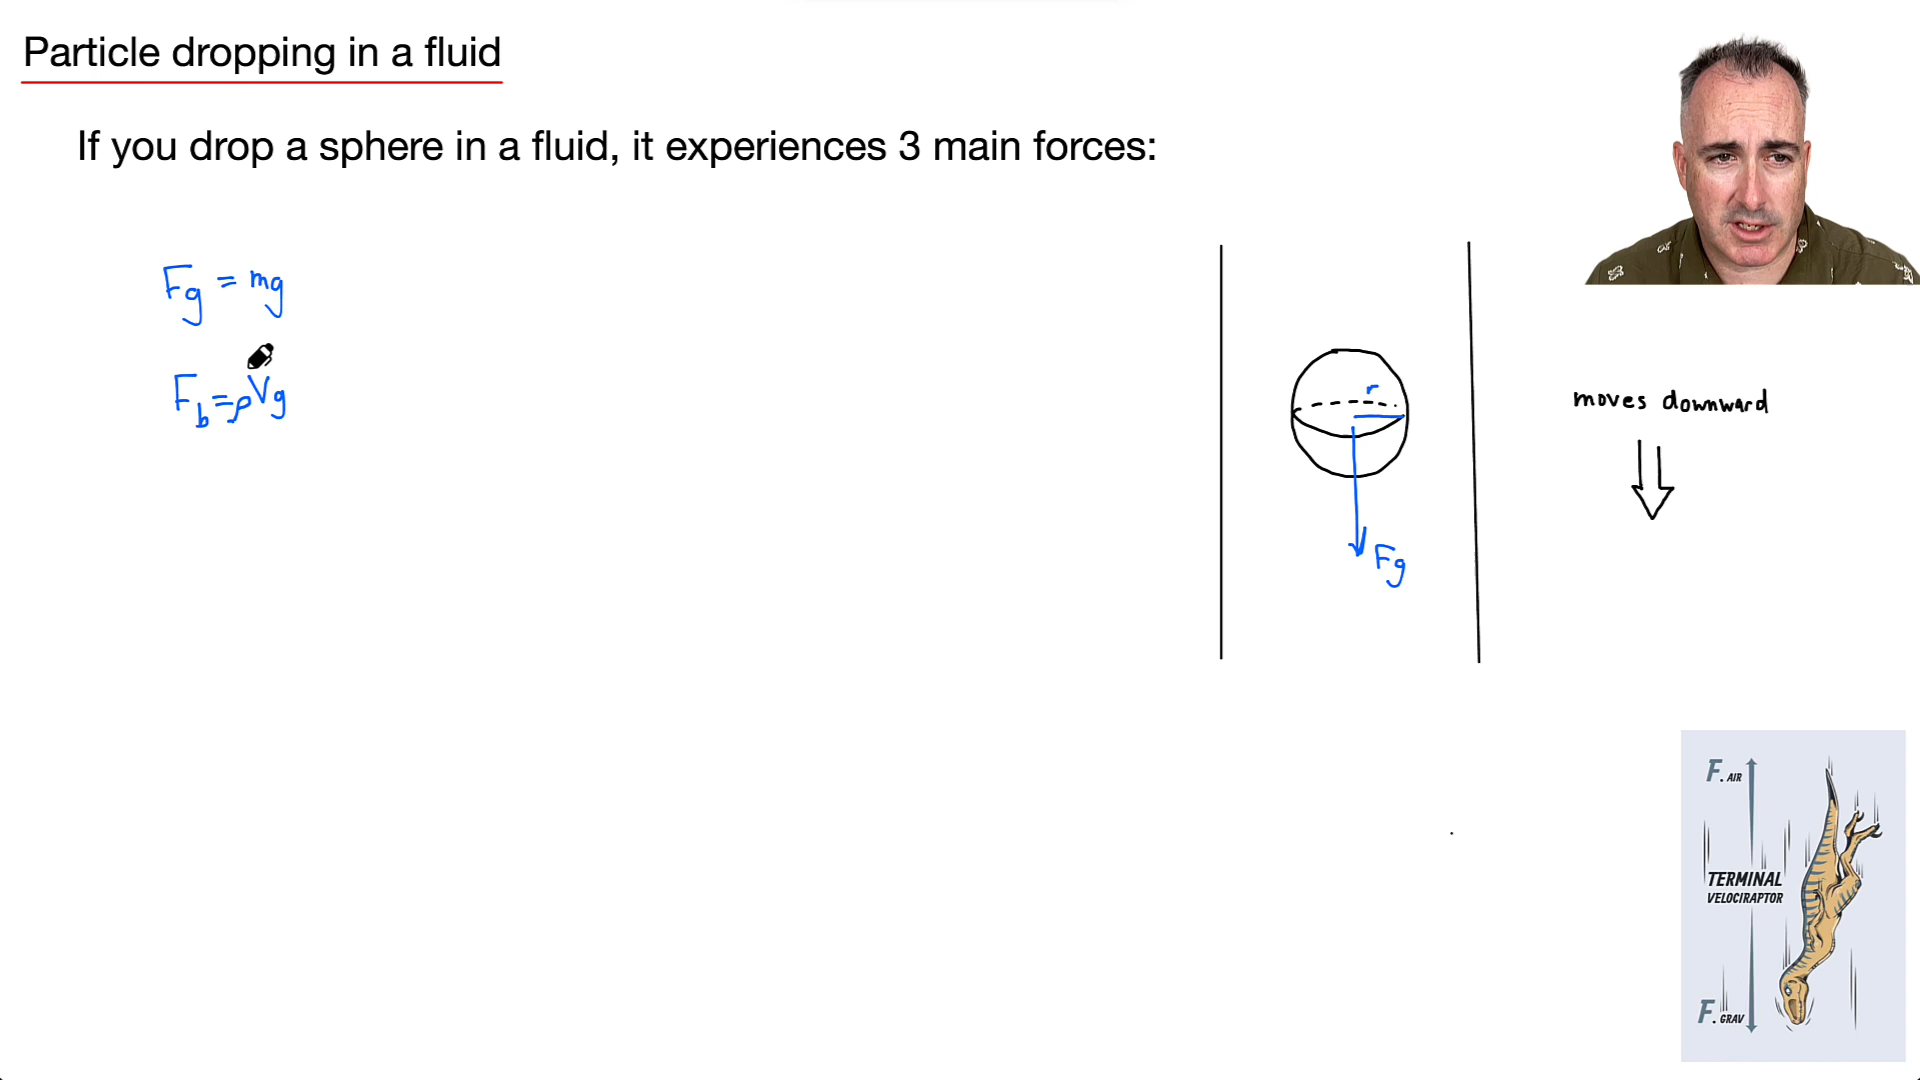 Particle dropping in a fluid
If you drop a sphere in a fluid, it experiences 3 main forces:
Fg = mg
Fb = ρVg
r
Fg
moves downward
F. AIR
TERMINAL
VELOCIRAPTOR
F. GRAV